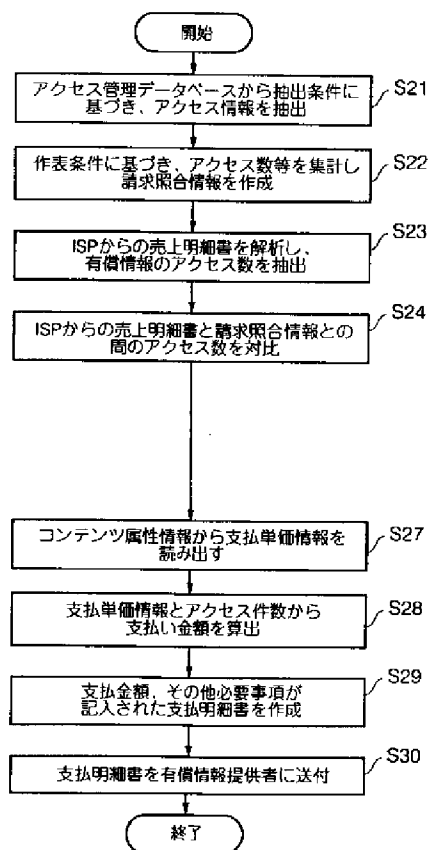 開始
アクセス管理データベースから抽出条件に
基づき、アクセス情報を抽出
S21
作表条件に基づき、アクセス数等を集計し
請求照合情報を作成
S22
ISPからの売上明細書を解析し、
有償情報のアクセス数を抽出
S23
ISPからの売上明細書と請求照合情報との
間のアクセス数を対比
S24
コンテンツ属性情報から支払単価情報を
読み出す
S27
支払単価情報とアクセス件数から
支払い金額を算出
S28
支払金額、その他必要事項が
記入された支払明細書を作成
S29
支払明細書を有償情報提供者に送付
S30
終了